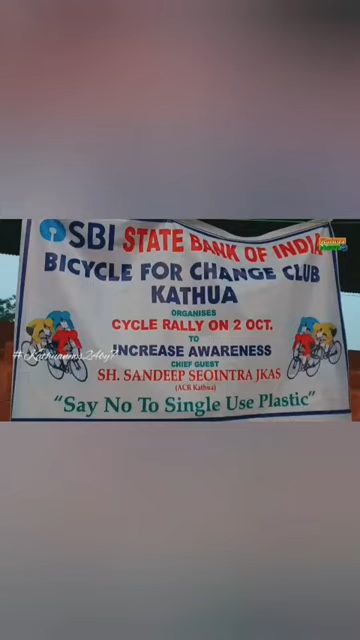 SBI STATE BANK OF INDIA
BICYCLE FOR CHANGE CLUB
KATHUA
ORGANISES
CYCLE RALLY ON 2 OCT.
TO
INCREASE AWARENESS
CHIEF GUEST
SH. SANDEEP SEOINTRA JKAS
(ACR Kathua)
"Say No To Single Use Plastic"